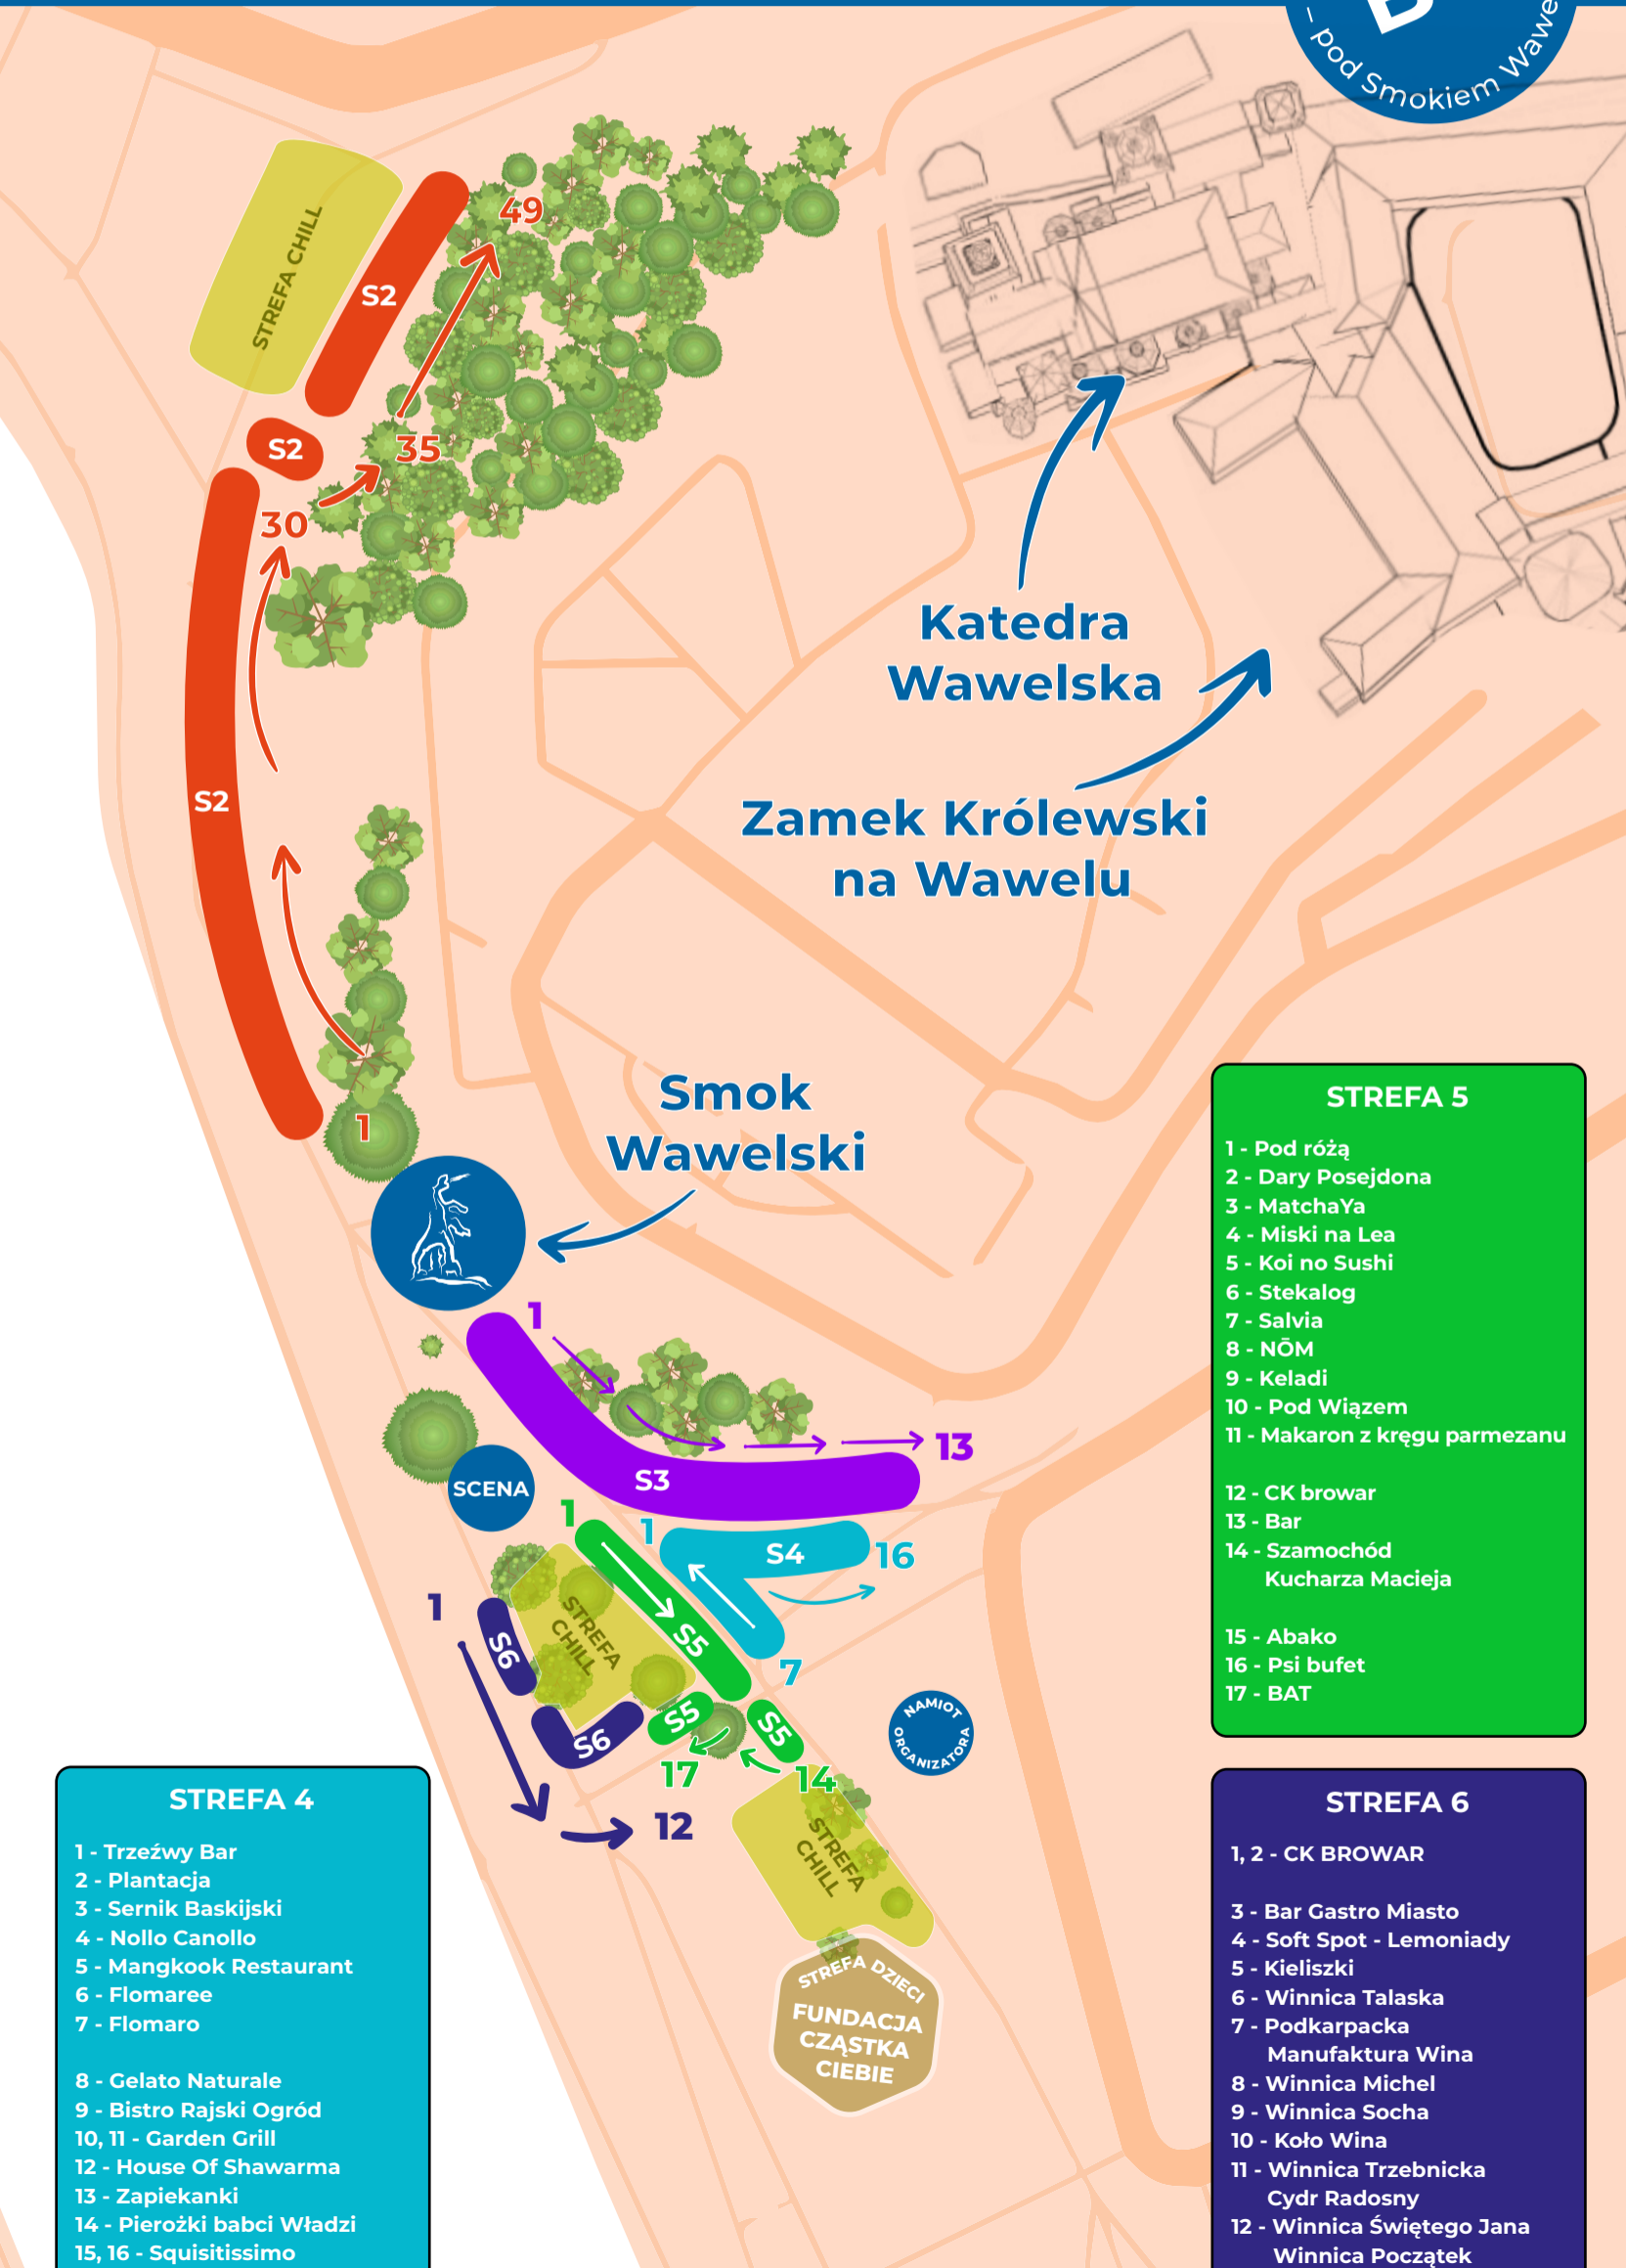 B
– pod Smokiem Wawe
STREFA CHILL
49
S2
35
S2
30
S2
1
Katedra
Wawelska
Zamek Królewski
na Wawelu
Smok
Wawelski
1
13
S3
SCENA
1
1
S4
16
S5
7
STREFA
CHILL
1
S6
S6
S5
S5
17
14
12
NAMIOT
ORGANIZATORA
STREFA
CHILL
STREFA DZIECI
FUNDACJA
CZĄSTKA
CIEBIE
STREFA 5
1 - Pod różą
2 - Dary Posejdona
3 - MatchaYa
4 - Miski na Lea
5 - Koi no Sushi
6 - Stekalog
7 - Salvia
8 - NŌM
9 - Keladi
10 - Pod Wiązem
11 - Makaron z kręgu parmezanu
12 - CK browar
13 - Bar
14 - Szamochód
Kucharza Macieja
15 - Abako
16 - Psi bufet
17 - BAT
STREFA 4
1 - Trzeźwy Bar
2 - Plantacja
3 - Sernik Baskijski
4 - Nollo Canollo
5 - Mangkook Restaurant
6 - Flomaree
7 - Flomaro
8 - Gelato Naturale
9 - Bistro Rajski Ogród
10, 11 - Garden Grill
12 - House Of Shawarma
13 - Zapiekanki
14 - Pierożki babci Władzi
15, 16 - Squisitissimo
STREFA 6
1, 2 - CK BROWAR
3 - Bar Gastro Miasto
4 - Soft Spot - Lemoniady
5 - Kieliszki
6 - Winnica Talaska
7 - Podkarpacka
Manufaktura Wina
8 - Winnica Michel
9 - Winnica Socha
10 - Koło Wina
11 - Winnica Trzebnicka
Cydr Radosny
12 - Winnica Świętego Jana
Winnica Początek